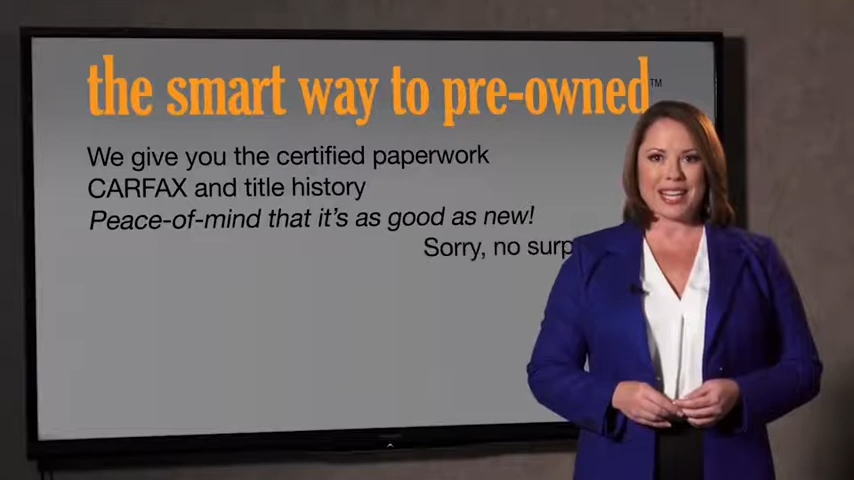 the smart way to pre-owned™
We give you the certified paperwork
CARFAX and title history
Peace-of-mind that it's as good as new!
Sorry, no